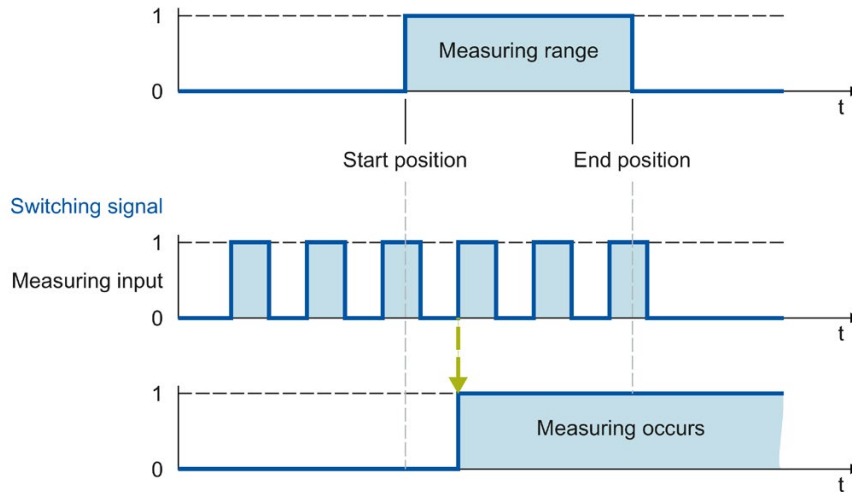 1
Measuring range
0
t
Start position
End position
Switching signal
1
Measuring input
0
t
1
Measuring occurs
0
t